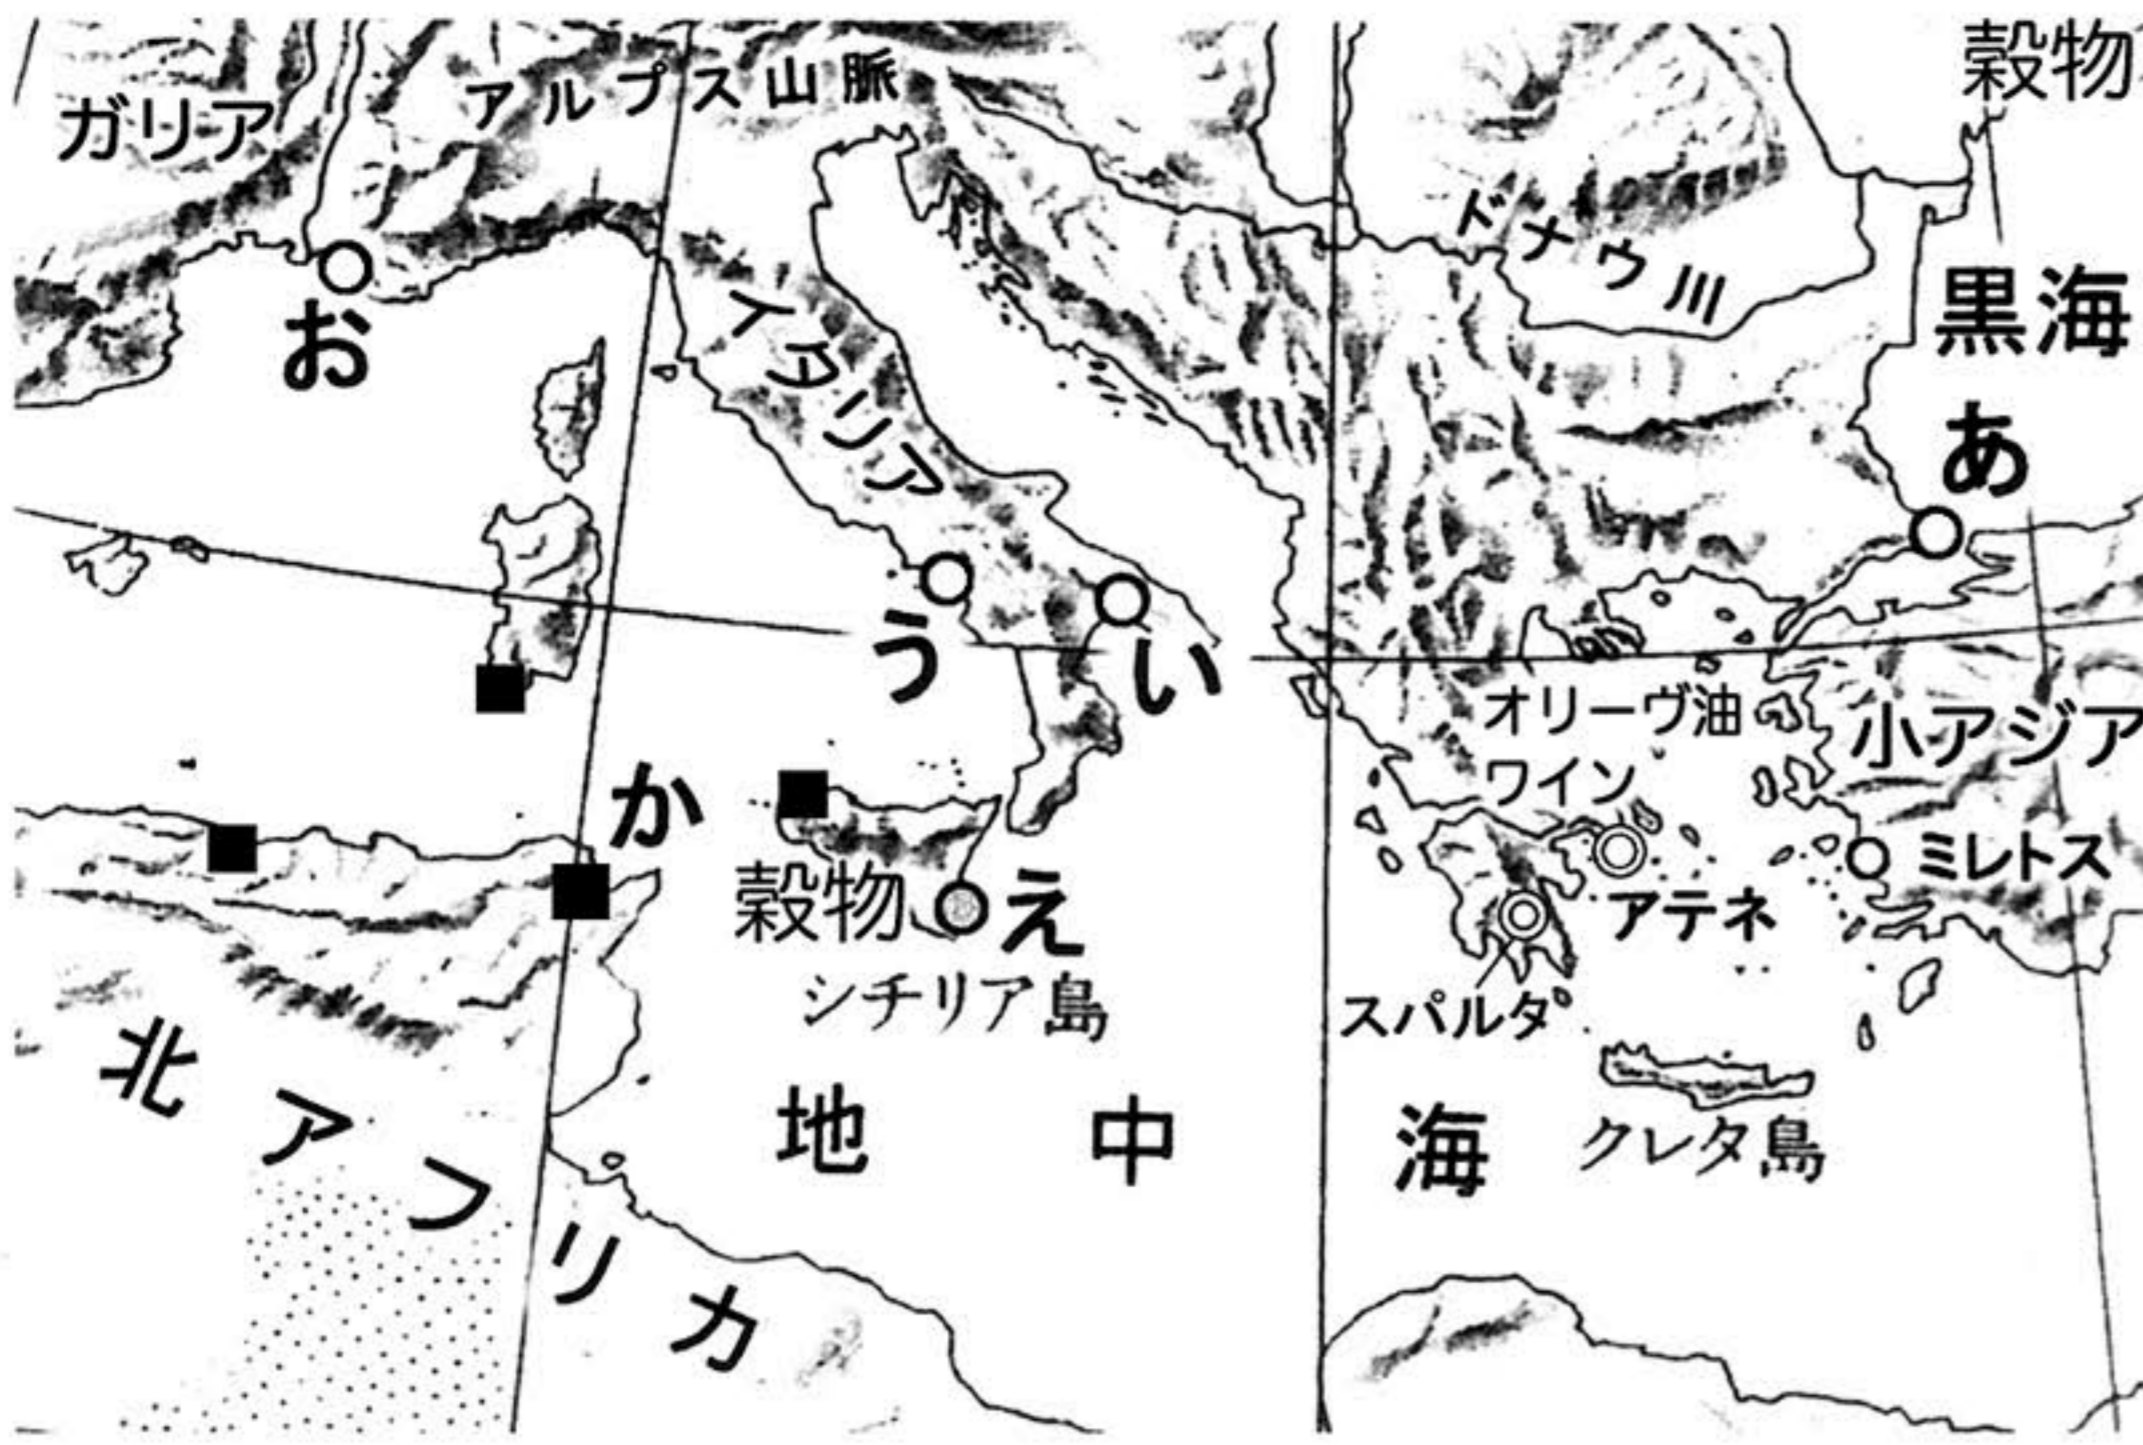 穀物
アルプス山脈
ガリア
ドナウ川
黒海
お
イタリア
あ
う
い
オリーヴ油
小アジア
か
ワイン
ミレトス
穀物
え
アテネ
シチリア島
スパルタ
北アフリカ
地中海
クレタ島